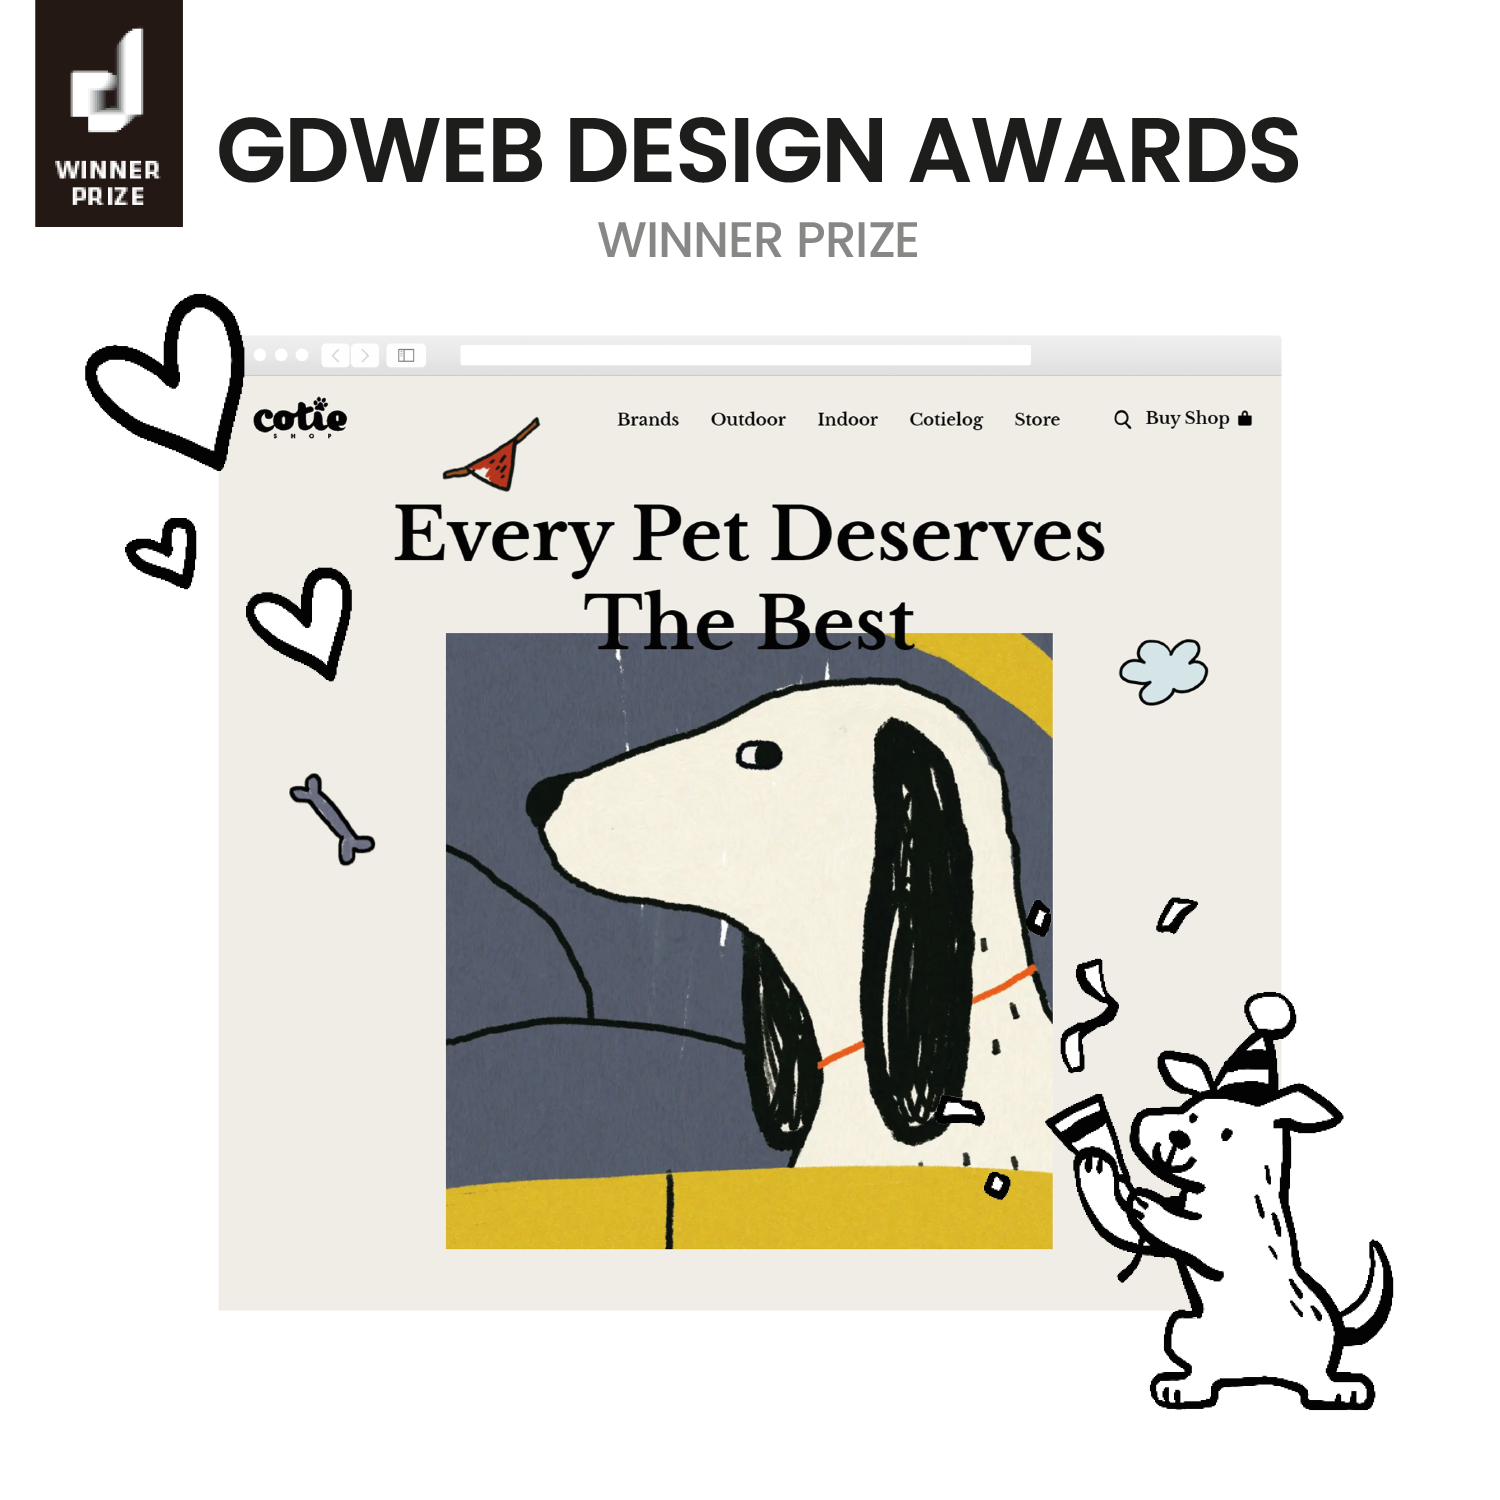 WINNER
PRIZE
GDWEB DESIGN AWARDS
WINNER PRIZE
cotie
SHOP
Brands Outdoor Indoor Cotielog Store Buy Shop
Every Pet Deserves
The Best